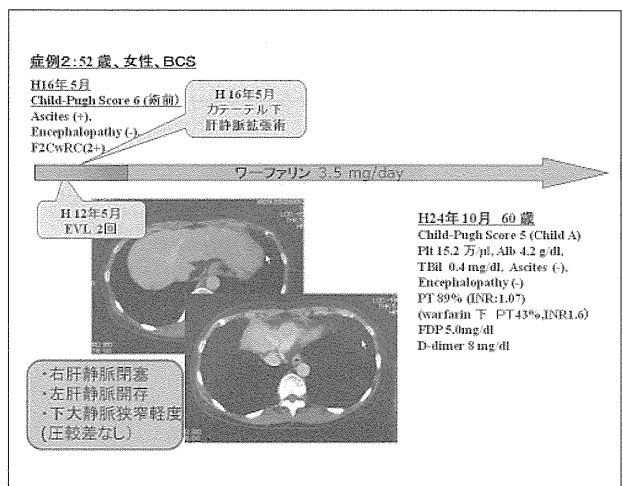 症例2:52歳、女性、BCS
H16年5月
Child-Pugh Score 6 (術前)
Ascites (+),
Encephalopathy (-),
F2CwRC(2+)
H 16年5月
カテーテル下
肝静脈拡張術
ワーファリン 3.5 mg/day
H 12年5月
EVL 2回
H24年10月 60歳
Child-Pugh Score 5 (Child A)
Plt 15.2 万/μl, Alb 4.2 g/dl,
TBil 0.4 mg/dl, Ascites (-),
Encephalopathy (-)
PT 89% (INR:1.07)
(warfarin 下 PT43%,INR1.6)
FDP 5.0mg/dl
D-dimer 8 mg/dl
・右肝静脈閉塞
・左肝静脈開存
・下大静脈狭窄軽度
(圧較差なし)